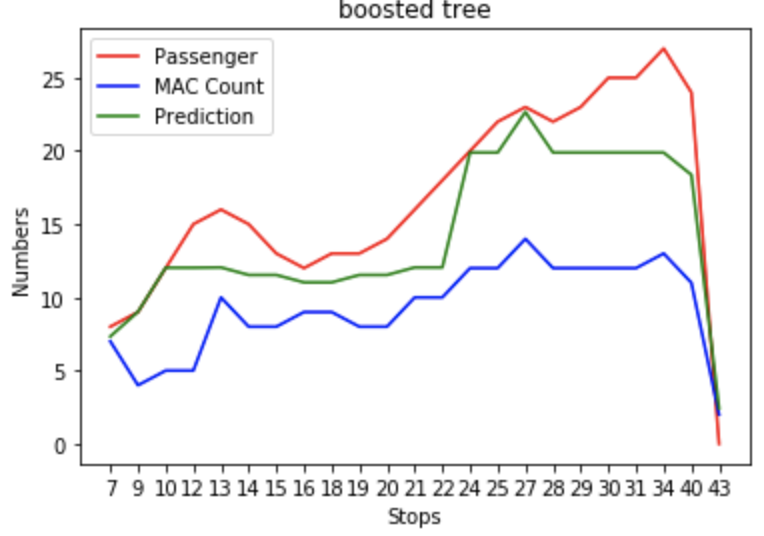 boosted tree
Passenger
MAC Count
Prediction
Numbers
25
20
15
10
5
0
7 9 10 12 13 14 15 16 18 19 20 21 22 24 25 27 28 29 30 31 34 40 43
Stops